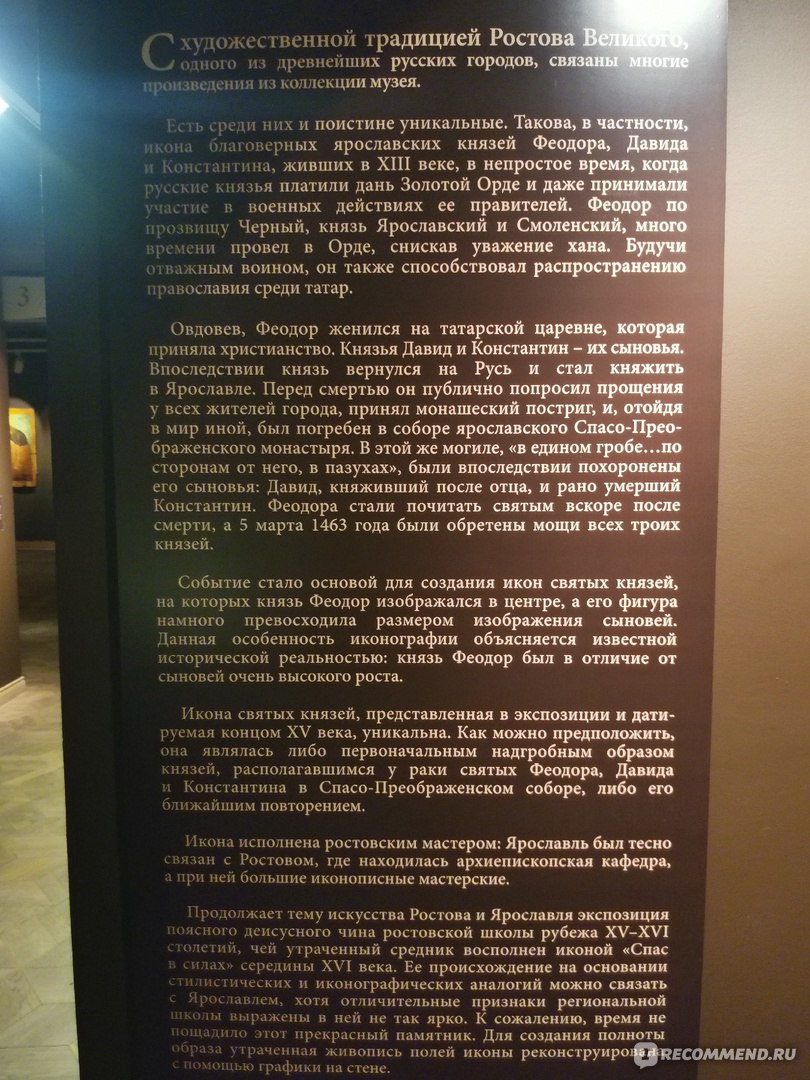 С художественной традицией Ростова Великого,
одного из древнейших русских городов, связаны многие
произведения из коллекции музея.
Есть среди них и поистине уникальные. Такова, в частности,
икона благоверных ярославских князей Феодора, Давида
и Константина, живших в XIII веке, в непростое время, когда
русские князья платили дань Золотой Орде и даже принимали
участие в военных действиях ее правителей. Феодор по
прозвищу Черный, князь Ярославский и Смоленский, много
времени провел в Орде, снискав уважение хана. Будучи
отважным воином, он также способствовал распространению
православия среди татар.
Овдовев, Феодор женился на татарской царевне, которая
приняла христианство. Князья Давид и Константин – их сыновья.
Впоследствии князь вернулся на Русь и стал княжить
в Ярославле. Перед смертью он публично попросил прощения
у всех жителей города, принял монашеский постриг, и, отойдя
в мир иной, был погребен в соборе ярославского Спасо-Прео-
браженского монастыря. В этой же могиле, «в едином гробе…по
сторонам от него, в пазухах», были впоследствии похоронены
его сыновья: Давид, княживший после отца, и рано умерший
Константин. Феодора стали почитать святым вскоре после
смерти, а 5 марта 1463 года были обретены мощи всех троих
князей.
Событие стало основой для создания икон святых князей,
на которых князь Феодор изображался в центре, а его фигура
намного превосходила размером изображения сыновей.
Данная особенность иконографии объясняется известной
исторической реальностью: князь Феодор был в отличие от
сыновей очень высокого роста.
Икона святых князей, представленная в экспозиции и дати-
руемая концом XV века, уникальна. Как можно предположить,
она являлась либо первоначальным надгробным образом
князей, располагавшимся у раки святых Феодора, Давида
и Константина в Спасо-Преображенском соборе, либо его
ближайшим повторением.
Икона исполнена ростовским мастером: Ярославль был тесно
связан с Ростовом, где находилась архиепископская кафедра,
а при ней большие иконописные мастерские.
Продолжает тему искусства Ростова и Ярославля экспозиция
поясного деисусного чина ростовской школы рубежа XV–XVI
столетий, чей утраченный средник восполнен иконой «Спас
в силах» середины XVI века. Ее происхождение на основании
стилистических и иконографических аналогий можно связать
с Ярославлем, хотя отличительные признаки региональной
школы выражены в ней не так ярко. К сожалению, время не
пощадило этот прекрасный памятник. Для создания полноты
образа утраченная живопись полей иконы реконструирована
с помощью графики на стене.
3
IRECOMMEND.RU